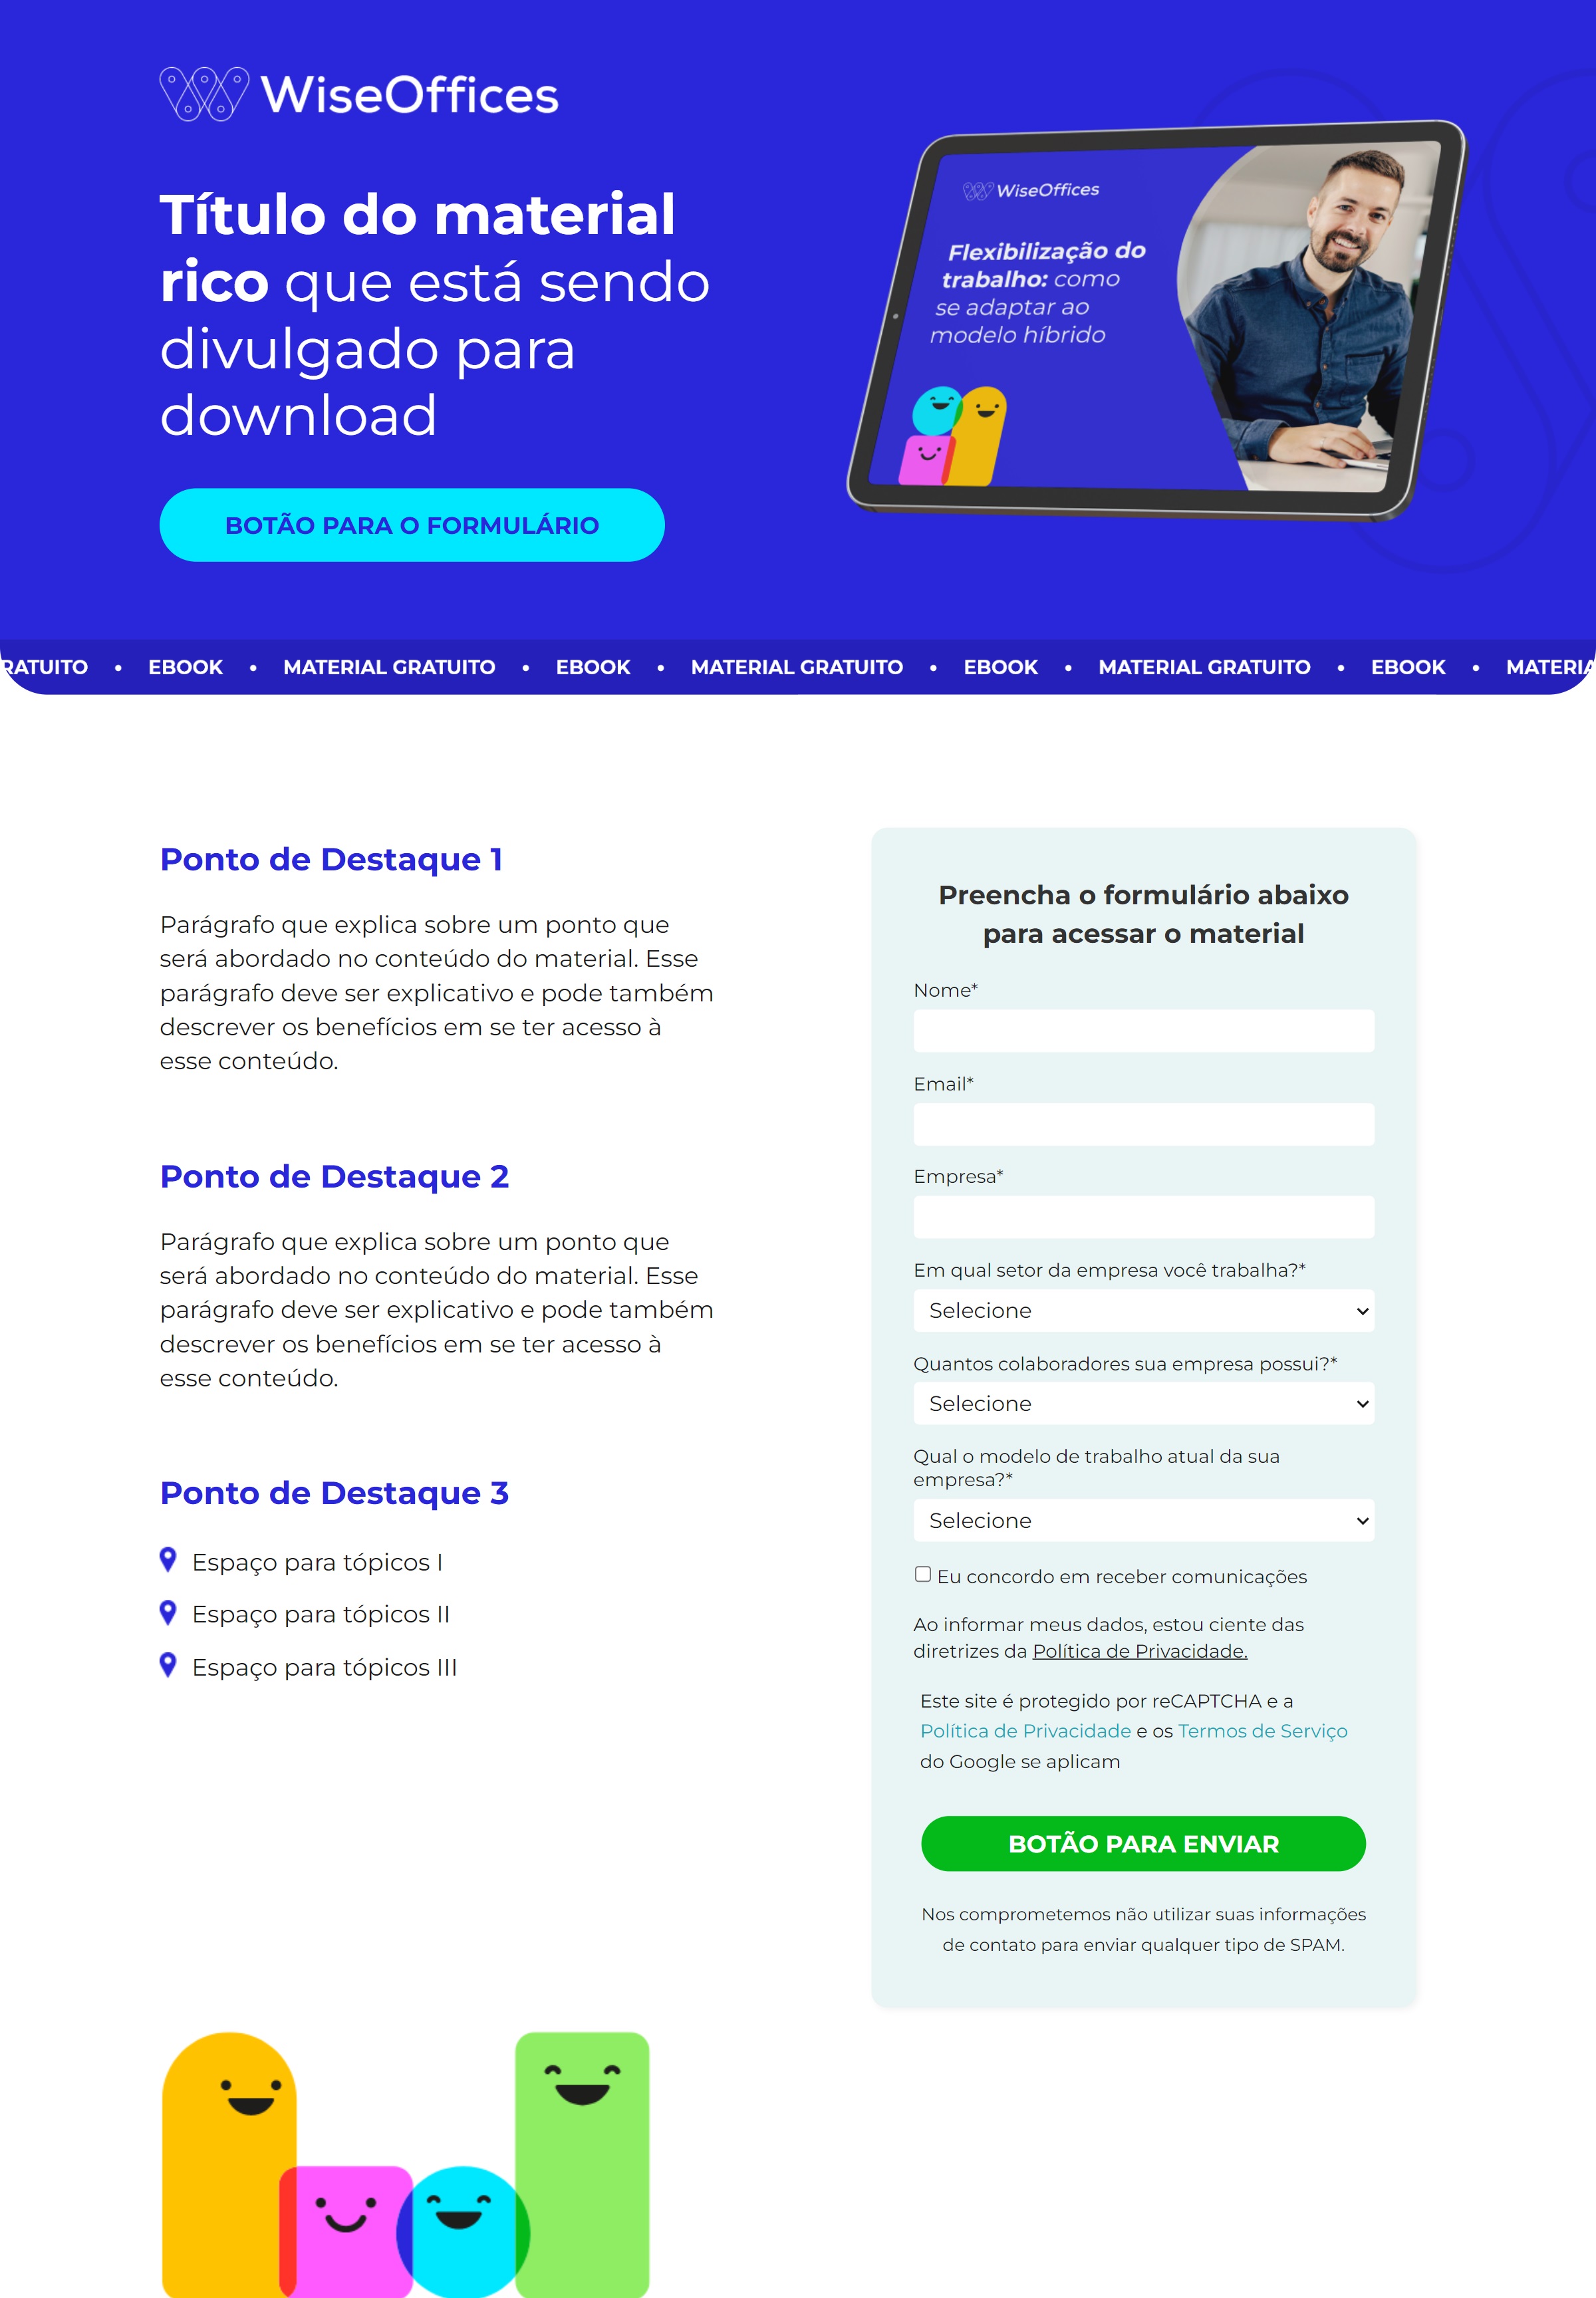 WiseOffices
Título do material
rico que está sendo
divulgado para
download
BOTÃO PARA O FORMULÁRIO
WiseOffices
Flexibilização do
trabalho: como
se adaptar ao
modelo híbrido
RATUITO • EBOOK • MATERIAL GRATUITO • EBOOK • MATERIAL GRATUITO • EBOOK • MATERIAL GRATUITO • EBOOK • MATERIA
Ponto de Destaque 1
Parágrafo que explica sobre um ponto que
será abordado no conteúdo do material. Esse
parágrafo deve ser explicativo e pode também
descrever os benefícios em se ter acesso à
esse conteúdo.
Ponto de Destaque 2
Parágrafo que explica sobre um ponto que
será abordado no conteúdo do material. Esse
parágrafo deve ser explicativo e pode também
descrever os benefícios em se ter acesso à
esse conteúdo.
Ponto de Destaque 3
Espaço para tópicos I
Espaço para tópicos II
Espaço para tópicos III
Preencha o formulário abaixo
para acessar o material
Nome*
Email*
Empresa*
Em qual setor da empresa você trabalha?*
Selecione
Quantos colaboradores sua empresa possui?*
Selecione
Qual o modelo de trabalho atual da sua
empresa?*
Selecione
Eu concordo em receber comunicações
Ao informar meus dados, estou ciente das
diretrizes da Política de Privacidade.
Este site é protegido por reCAPTCHA e a
Política de Privacidade e os Termos de Serviço
do Google se aplicam
BOTÃO PARA ENVIAR
Nos comprometemos não utilizar suas informações
de contato para enviar qualquer tipo de SPAM.